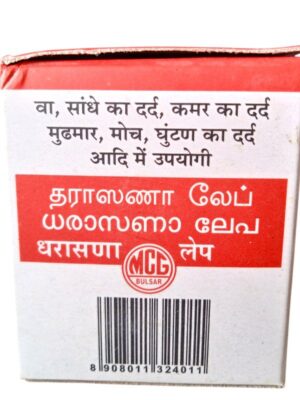 वा, सांधे का दर्द, कमर का दर्द
मुढमार, मोच, घुंटण का दर्द
आदि में उपयोगी
தராஸணா லேப்
ധരാസണാ ലേപ
धरासणा लेप
MCG
BULSAR
8 908011 324011